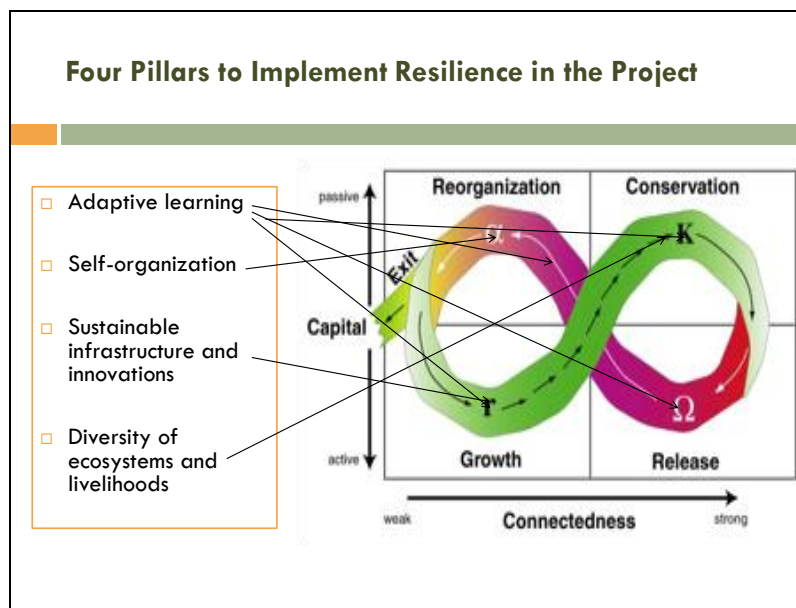 Four Pillars to Implement Resilience in the Project
Adaptive learning
Self-organization
Sustainable
infrastructure and
innovations
Diversity of
ecosystems and
livelihoods
passive
Reorganization
Conservation
α
K
Exit
Capital
r
Ω
active
Growth
Release
weak
Connectedness
strong